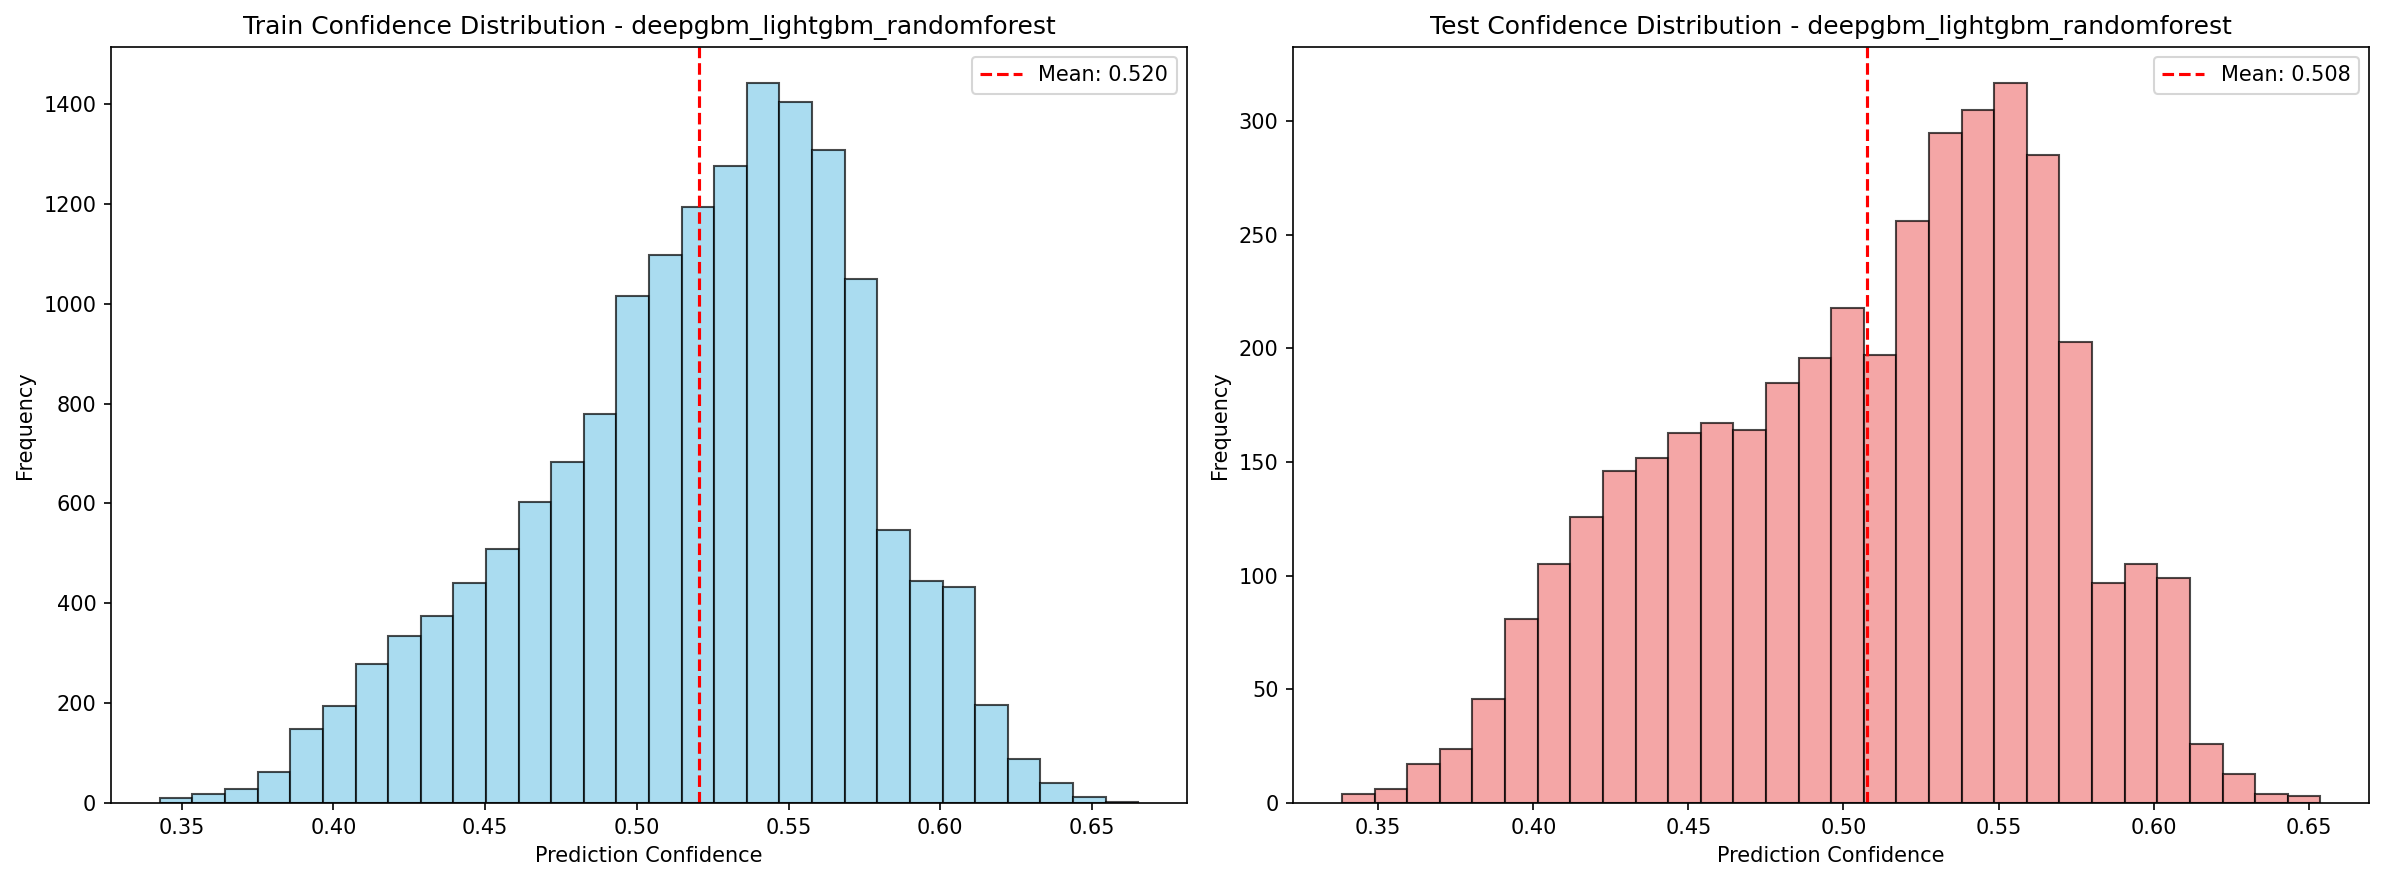 Train Confidence Distribution - deepgbm_lightgbm_randomforest
Mean: 0.520
Frequency
1400
1200
1000
800
600
400
200
0
0.35 0.40 0.45 0.50 0.55 0.60 0.65
Prediction Confidence
Test Confidence Distribution - deepgbm_lightgbm_randomforest
Mean: 0.508
Frequency
300
250
200
150
100
50
0
0.35 0.40 0.45 0.50 0.55 0.60 0.65
Prediction Confidence